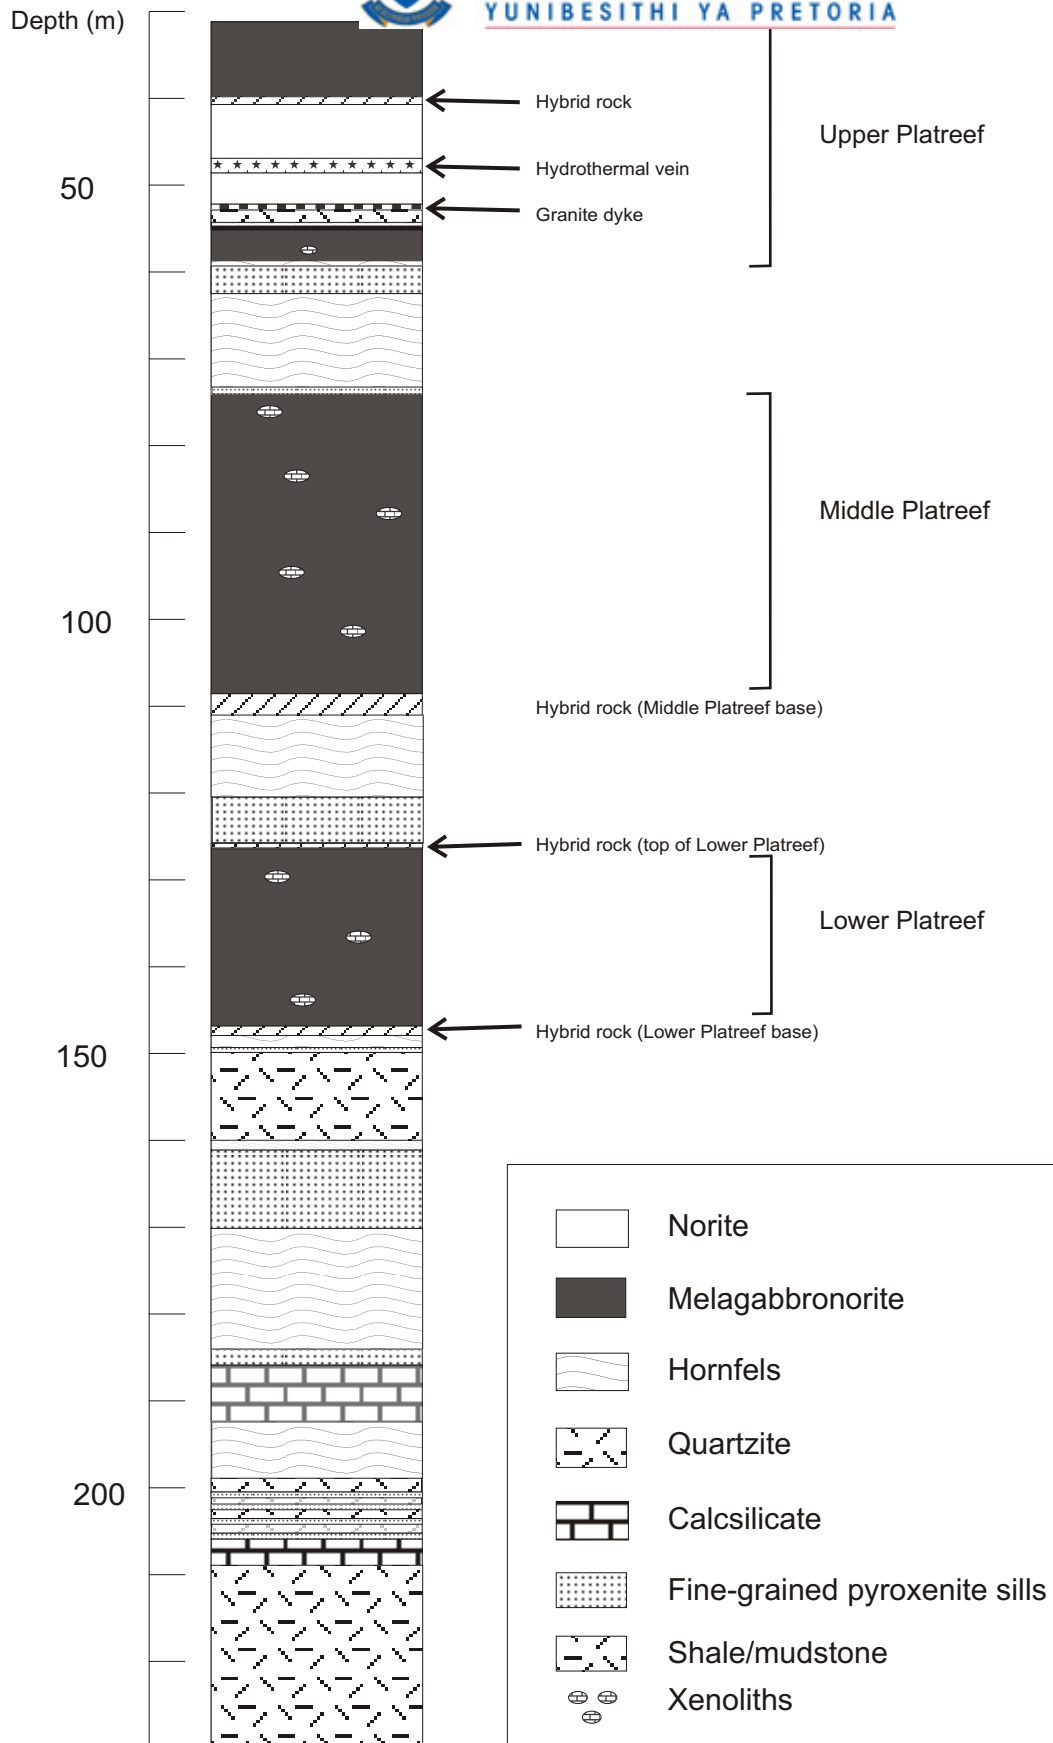 YUNIBESITHI YA PRETORIA
Depth (m)
Hybrid rock
Upper Platreef
Hydrothermal vein
50
Granite dyke
Middle Platreef
100
Hybrid rock (Middle Platreef base)
Hybrid rock (top of Lower Platreef)
Lower Platreef
Hybrid rock (Lower Platreef base)
150
Norite
Melagabbronorite
Hornfels
Quartzite
200
Calcsilicate
Fine-grained pyroxenite sills
Shale/mudstone
Xenoliths